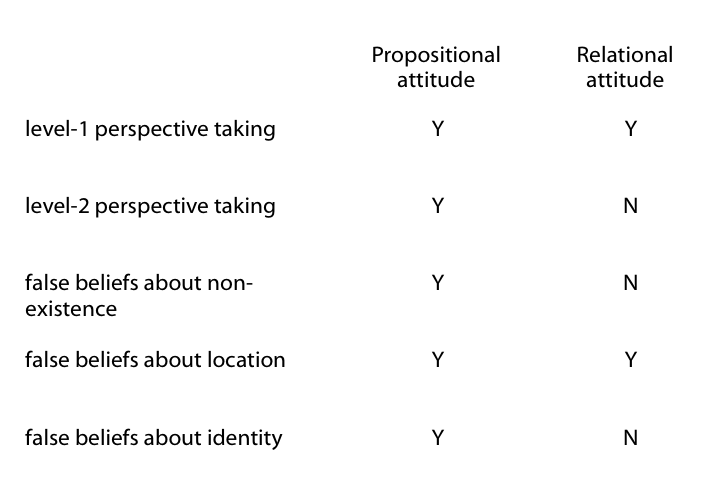 Propositional Relational
attitude attitude
level-1 perspective taking Y Y
level-2 perspective taking Y N
false beliefs about non- Y N
existence
false beliefs about location Y Y
false beliefs about identity Y N